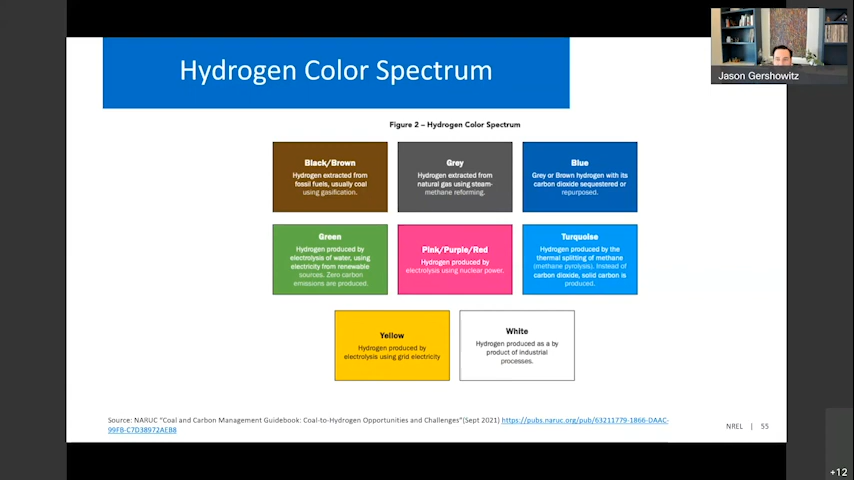 Hydrogen Color Spectrum
Jason Gershowitz
Figure 2 – Hydrogen Color Spectrum
Black/Brown
Hydrogen extracted from
fossil fuels, usually coal
using gasification.
Grey
Hydrogen extracted from
natural gas using steam-
methane reforming.
Blue
Grey or Brown hydrogen with its
carbon dioxide sequestered or
repurposed.
Green
Hydrogen produced by
electrolysis of water, using
electricity from renewable
sources. Zero carbon
emissions are produced.
Pink/Purple/Red
Hydrogen produced by
electrolysis using nuclear power.
Turquoise
Hydrogen produced by the
thermal splitting of methane
(methane pyrolysis). Instead of
carbon dioxide, solid carbon is
produced.
Yellow
Hydrogen produced by
electrolysis using grid electricity
White
Hydrogen produced as a by
product of industrial
processes.
Source: NARUC "Coal and Carbon Management Guidebook: Coal-to-Hydrogen Opportunities and Challenges"(Sept 2021) https://pubs.naruc.org/pub/63211779-1866-DAAC-
99FB-C7D38972AEB8
NREL | 55
+12